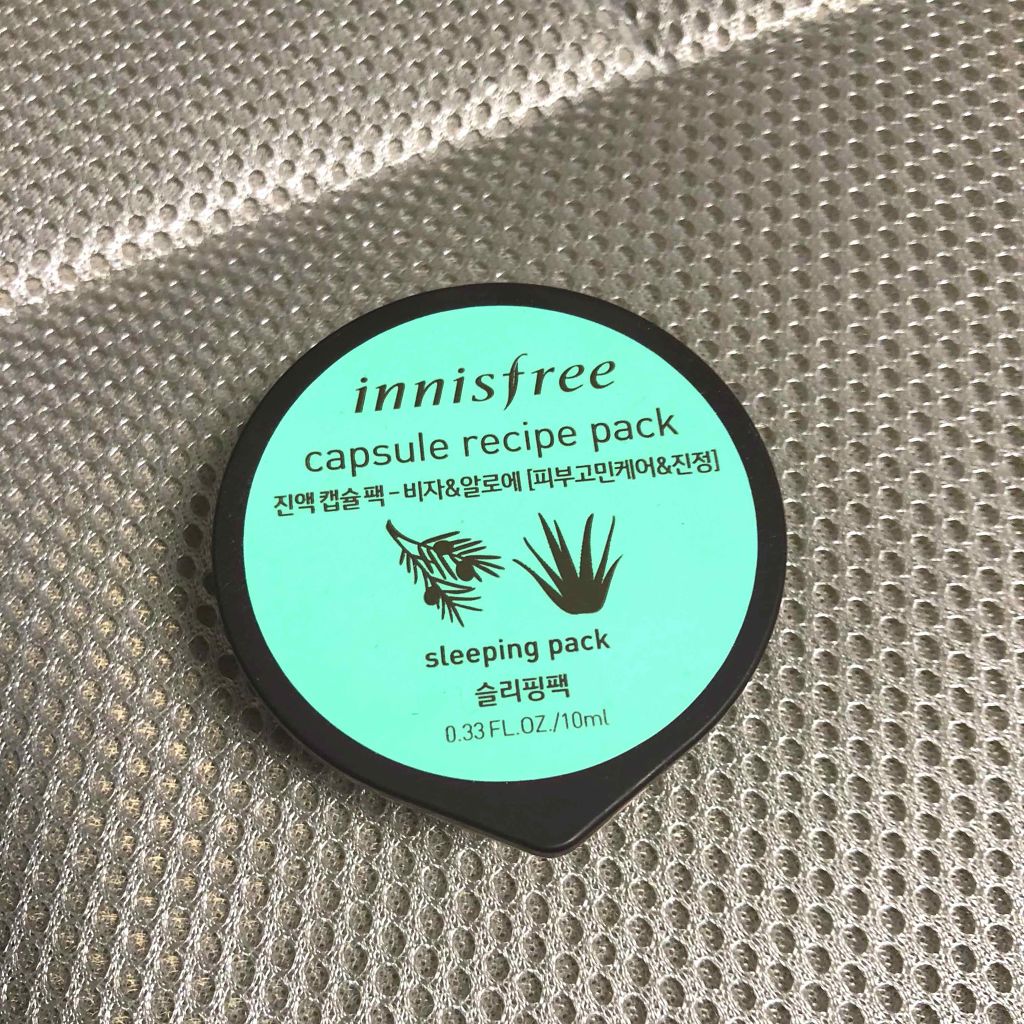 innisfree
capsule recipe pack
진액 캡슐 팩 - 비자&알로에 [피부고민케어&진정]
sleeping pack
슬리핑팩
0.33 FL.OZ./10ml